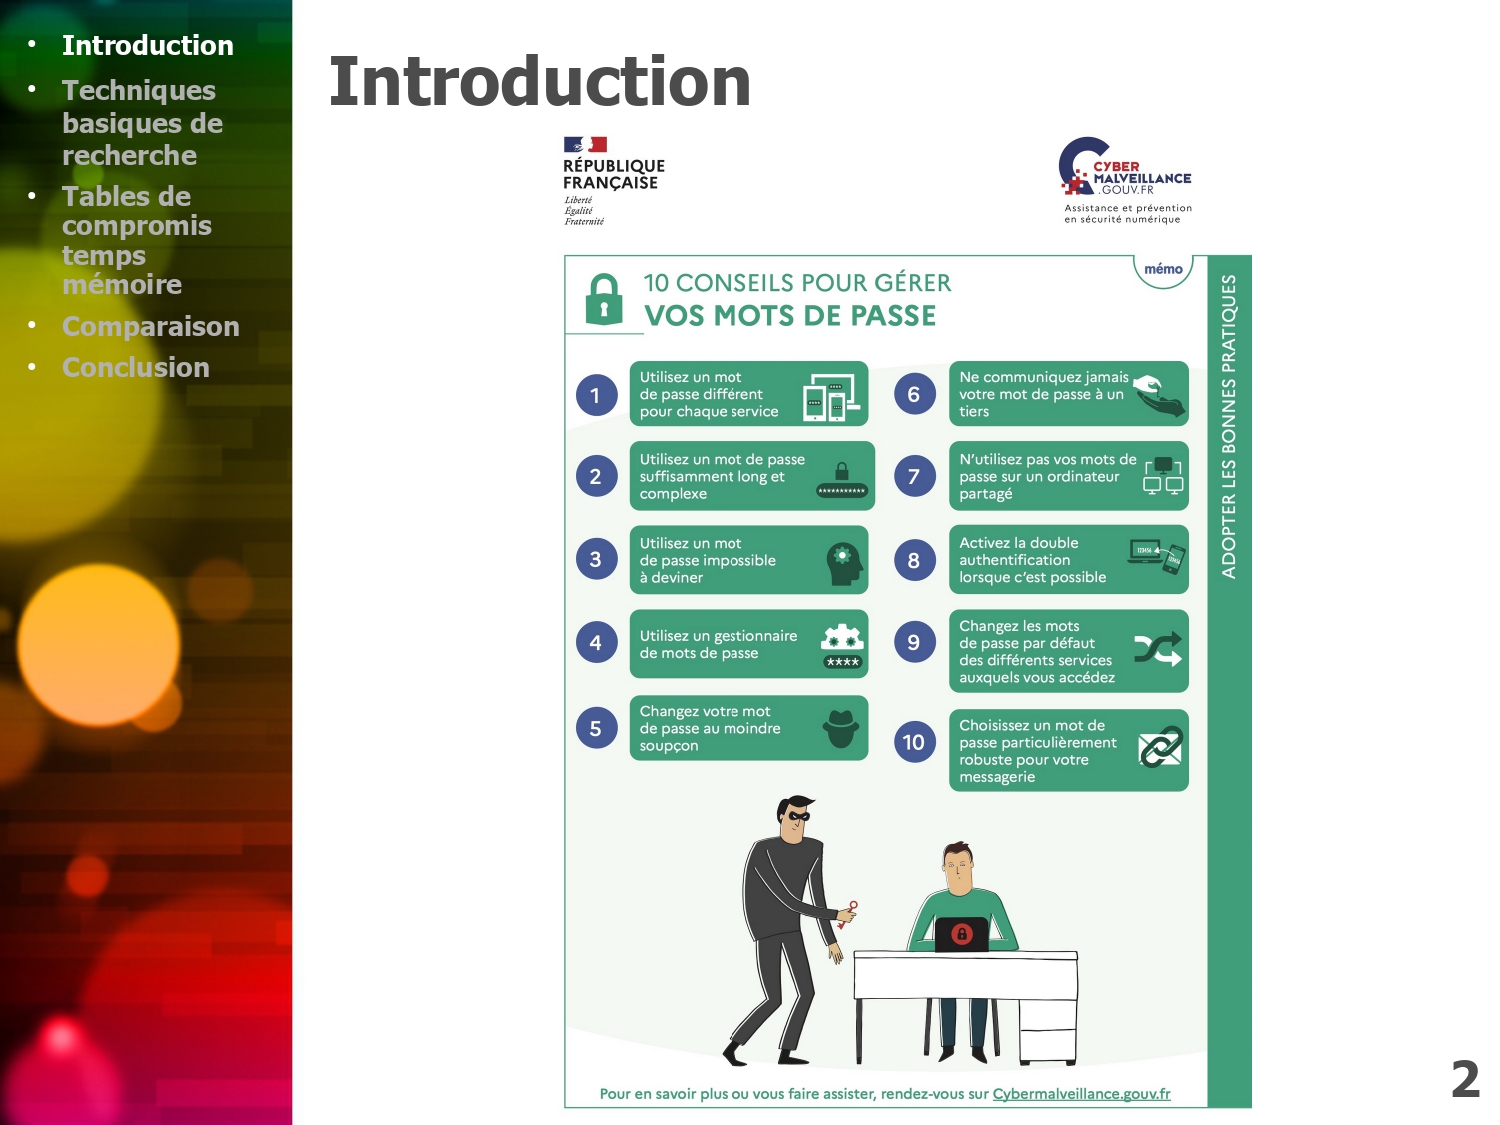 • Introduction
• Techniques
basiques de
recherche
• Tables de
compromis
temps
mémoire
• Comparaison
• Conclusion
Introduction
RÉPUBLIQUE
FRANÇAISE
Liberté
Égalité
Fraternité
CYBER
MALVEILLANCE
.GOUV.FR
Assistance et prévention
en sécurité numérique
mémo
10 CONSEILS POUR GÉRER
VOS MOTS DE PASSE
ADOPTER LES BONNES PRATIQUES
1
Utilisez un mot
de passe différent
pour chaque service
2
Utilisez un mot de passe
suffisamment long et
complexe
***********
3
Utilisez un mot
de passe impossible
à deviner
4
Utilisez un gestionnaire
de mots de passe
****
5
Changez votre mot
de passe au moindre
soupçon
6
Ne communiquez jamais
votre mot de passe à un
tiers
7
N’utilisez pas vos mots de
passe sur un ordinateur
partagé
8
Activez la double
authentification
lorsque c’est possible
123456
9
Changez les mots
de passe par défaut
des différents services
auxquels vous accédez
10
Choisissez un mot de
passe particulièrement
robuste pour votre
messagerie
Pour en savoir plus ou vous faire assister, rendez-vous sur Cybermalveillance.gouv.fr
2